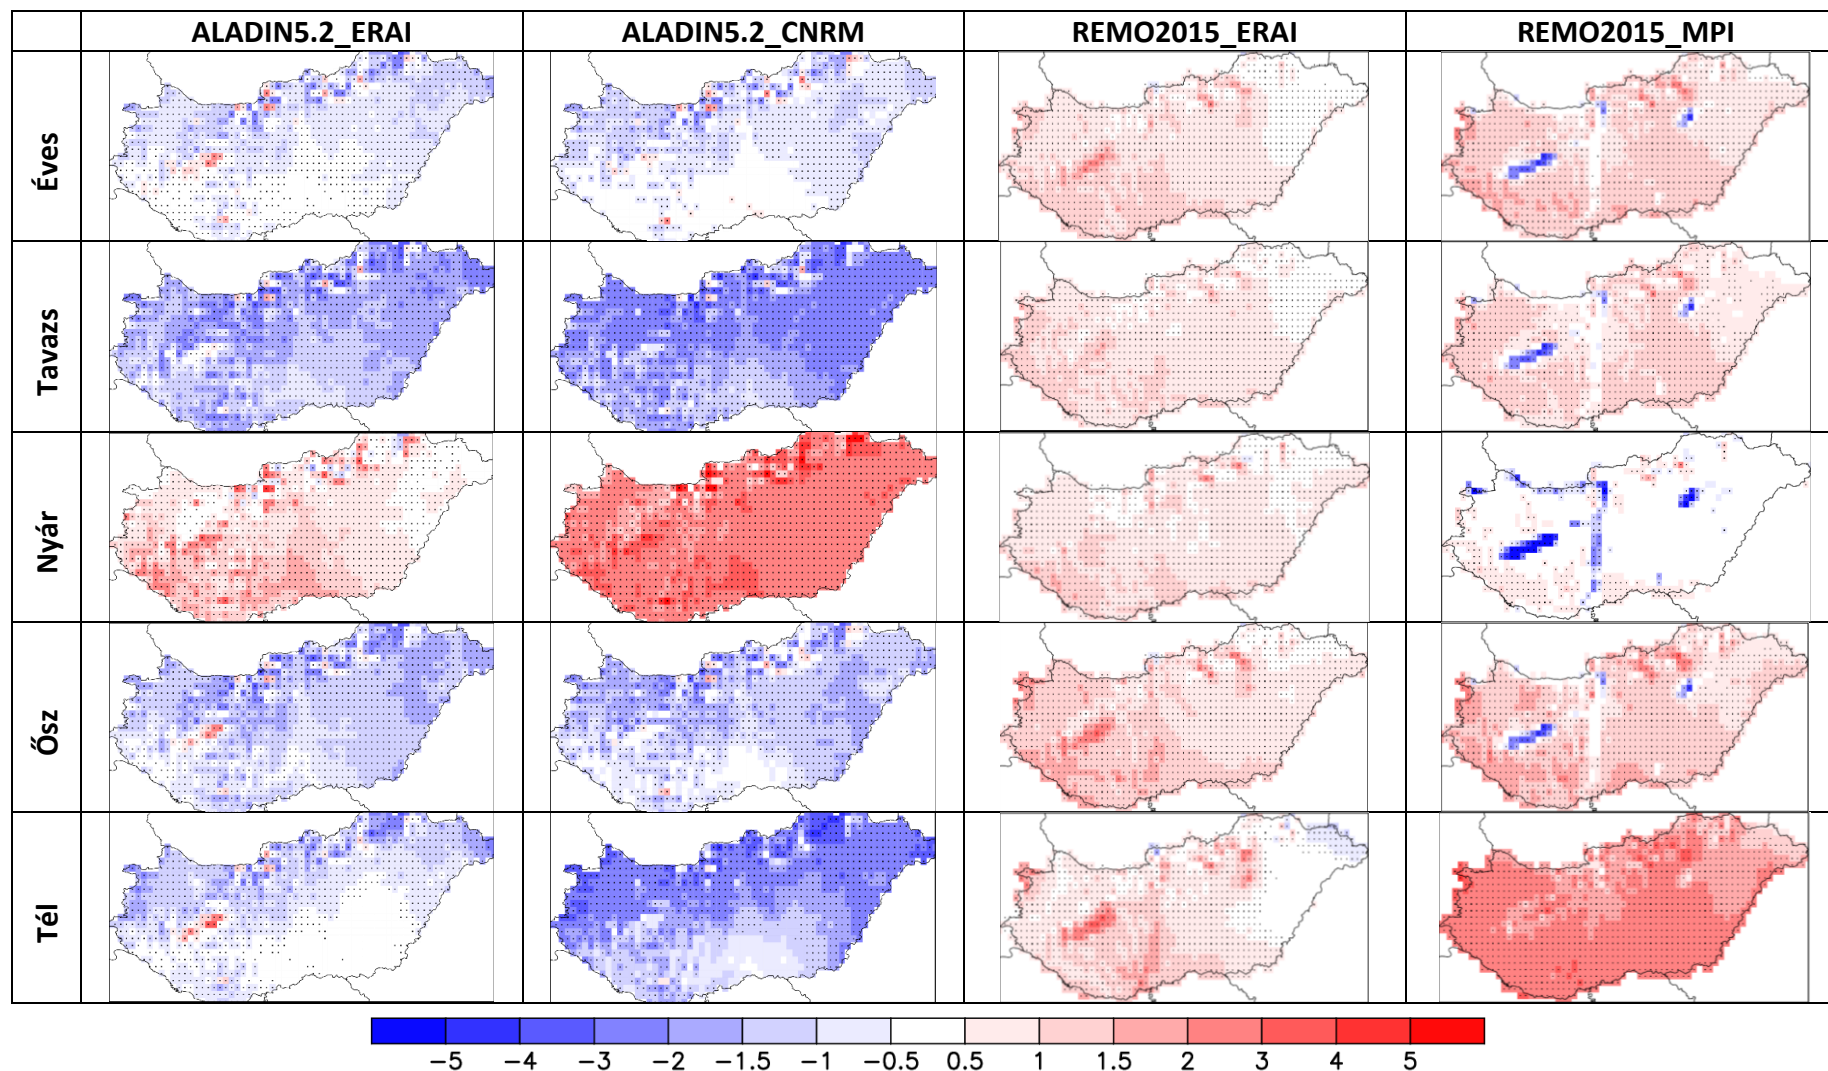 ALADIN5.2_ERAI ALADIN5.2_CNRM REMO2015_ERAI REMO2015_MPI
Éves
Tavazs
Nyár
Ősz
Tél
−5 −4 −3 −2 −1.5 −1 −0.5 0.5 1 1.5 2 3 4 5